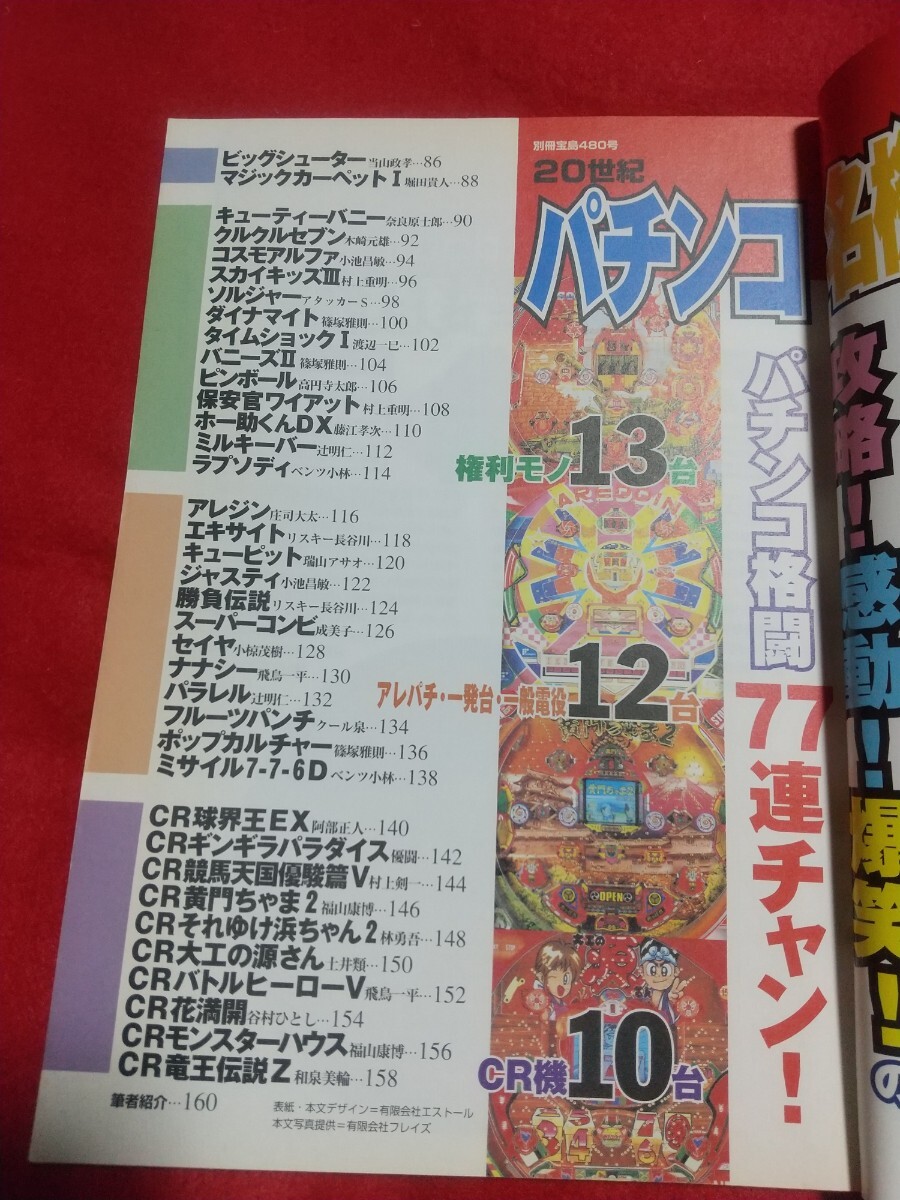 ビッグシューター 当山政孝…86
マジックカーペットⅠ 堀田貴人…88
キューティーバニー 奈良原士郎…90
クルクルセブン 木崎元雄…92
コスモアルファ 小池昌敏…94
スカイキッズⅢ 村上重明…96
ソルジャー アタッカーS…98
ダイナマイト 篠塚雅則…100
タイムショックⅠ 渡辺一巳…102
バニーズⅡ 篠塚雅則…104
ピンボール 高円寺太郎…106
保安官ワイアット 村上重明…108
ホー助くんDX 藤江孝次…110
ミルキーバー 辻明仁…112
ラプソディ ベンツ小林…114
アレジン 庄司大太…116
エキサイト リスキー長谷川…118
キューピット 瑞山アサオ…120
ジャスティ 小池昌敏…122
勝負伝説 リスキー長谷川…124
スーパーコンビ 成美子…126
セイヤ 小椋茂樹…128
ナナシー 飛鳥一平…130
パラレル 辻明仁…132
フルーツパンチ クール泉…134
ポップカルチャー 篠塚雅則…136
ミサイル7-7-6D ベンツ小林…138
CR球界王EX 阿部正人…140
CRギンギラパラダイス 優闘…142
CR競馬天国優駿篇V 村上剣一…144
CR黄門ちゃま2 福山康博…146
CRそれゆけ浜ちゃん2 林勇吾…148
CR大工の源さん 土井類…150
CRバトルヒーローV 飛鳥一平…152
CR花満開 谷村ひとし…154
CRモンスターハウス 福山康博…156
CR竜王伝説Z 和泉美輪…158
筆者紹介…160
表紙・本文デザイン=有限会社エストール
本文写真提供=有限会社フレイズ
別冊宝島480号
20世紀
パチンコ
パチンコ格闘77連チャン!
権利モノ13台
アレパチ・一発台・一般電役12台
OPEN
大工の
CR機10台
攻略!感動!爆笑!の